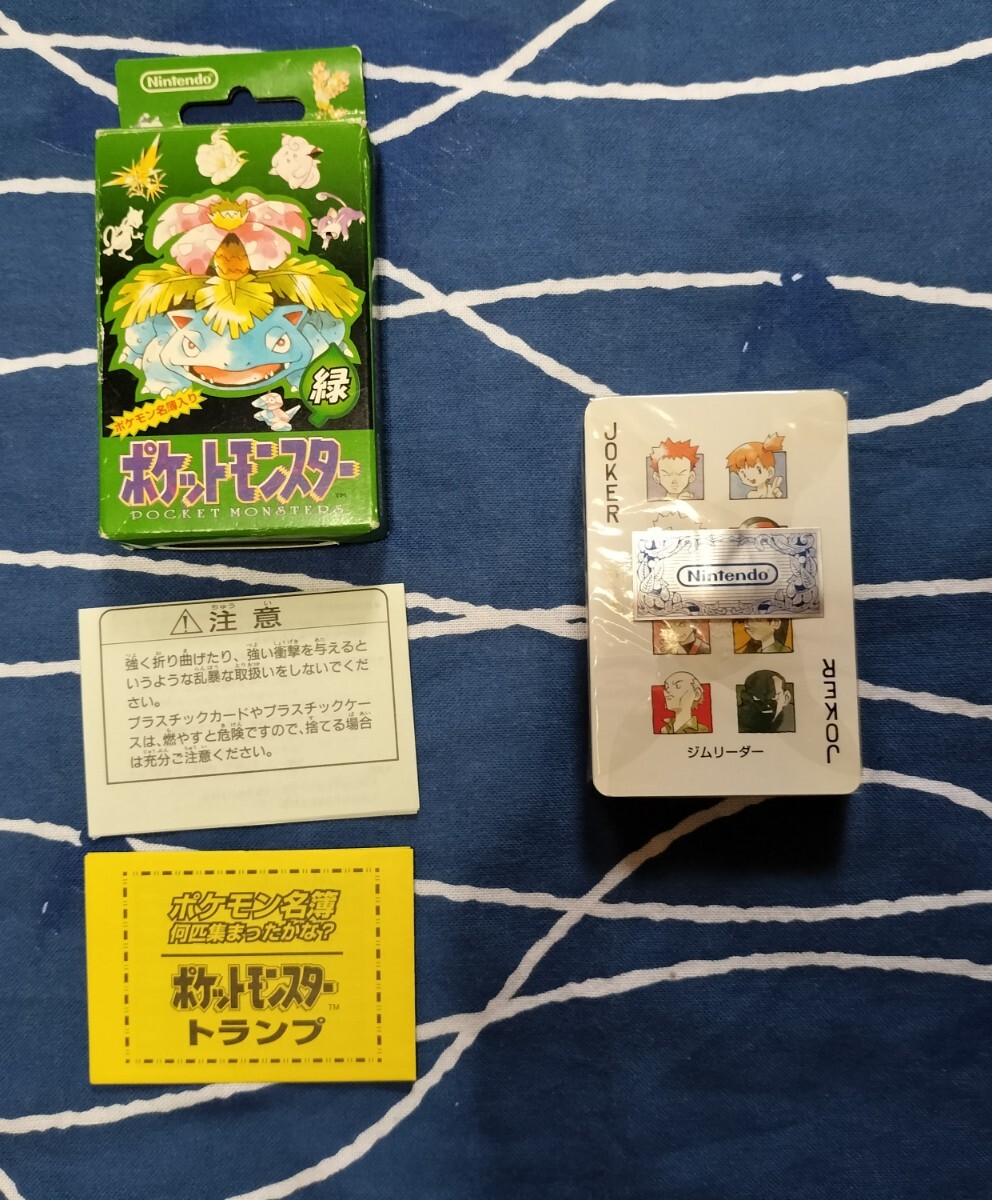 Nintendo
緑
ポケモン名簿入り
ポケットモンスター
TM
POCKET MONSTERS
注意
ちゅう い
強く折り曲げたり、強い衝撃を与えると
いうような乱暴な取扱いをしないでくだ
さい。
プラスチックカードやプラスチックケー
スは、燃やすと危険ですので、捨てる場合
は充分ご注意ください。
ポケモン名簿
何匹集まったかな?
ポケットモンスター
TM
トランプ
JOKER
Nintendo
ジムリーダー
JOKER